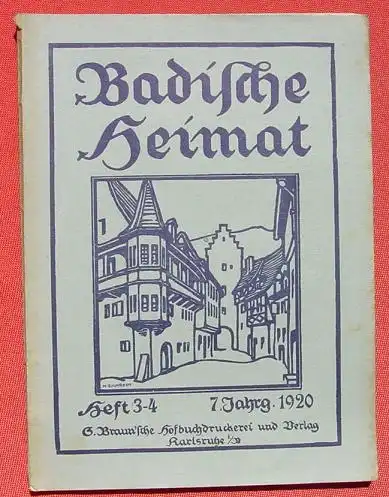 Badische
Heimat
Heft 3-4 7. Jahrg. 1920
G. Braun'sche Hofbuchdruckerei und Verlag
Karlsruhe i/B